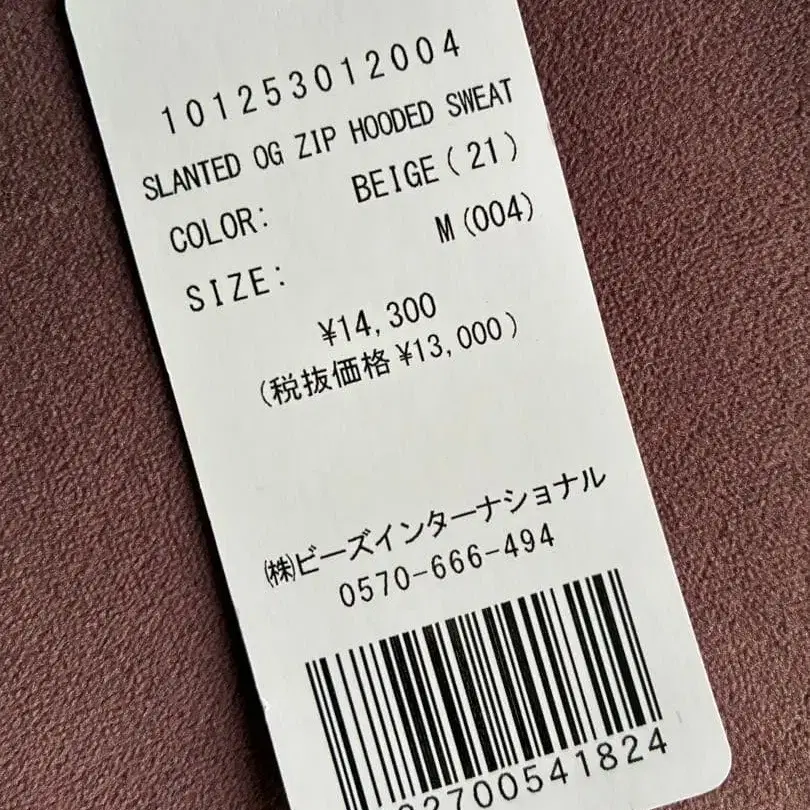 101253012004
SLANTED OG ZIP HOODED SWEAT
COLOR: BEIGE(21)
SIZE: M(004)
¥14,300
(税抜価格¥13,000)
㈱ビーズインターナショナル
0570-666-494
2700541824